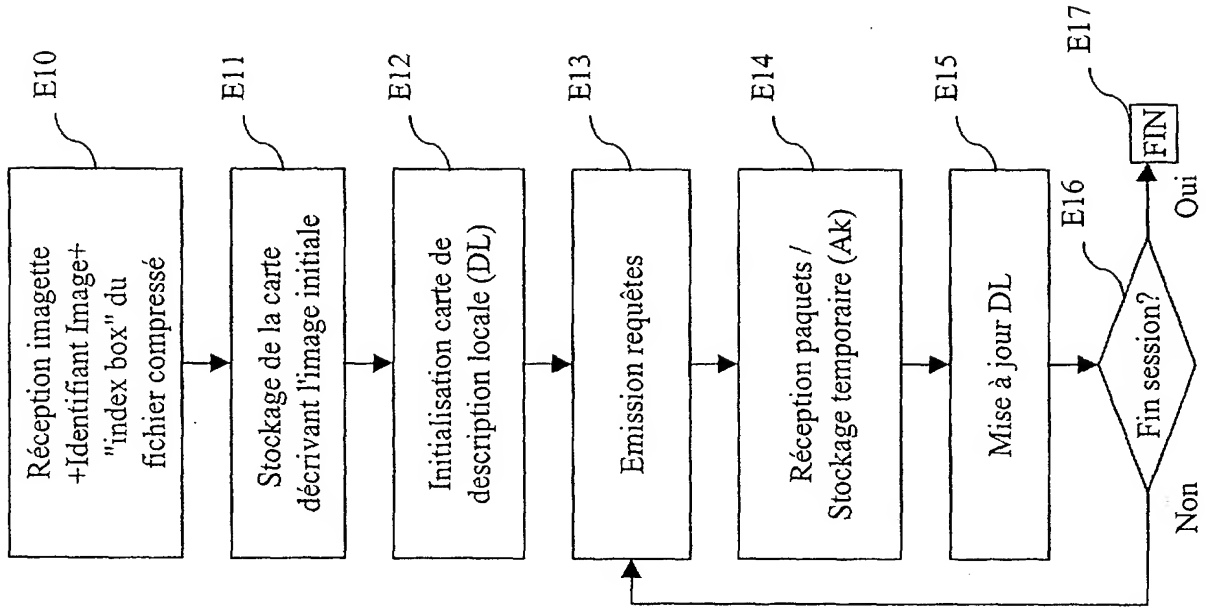 E10
Réception imagette
+Identifiant Image+
"index box" du
fichier compressé
E11
Stockage de la carte
décrivant l'image initiale
E12
Initialisation carte de
description locale (DL)
E13
Emission requêtes
E14
Réception paquets /
Stockage temporaire (Ak)
E15
Mise à jour DL
E16
Fin session?
Non
Oui
E17
FIN